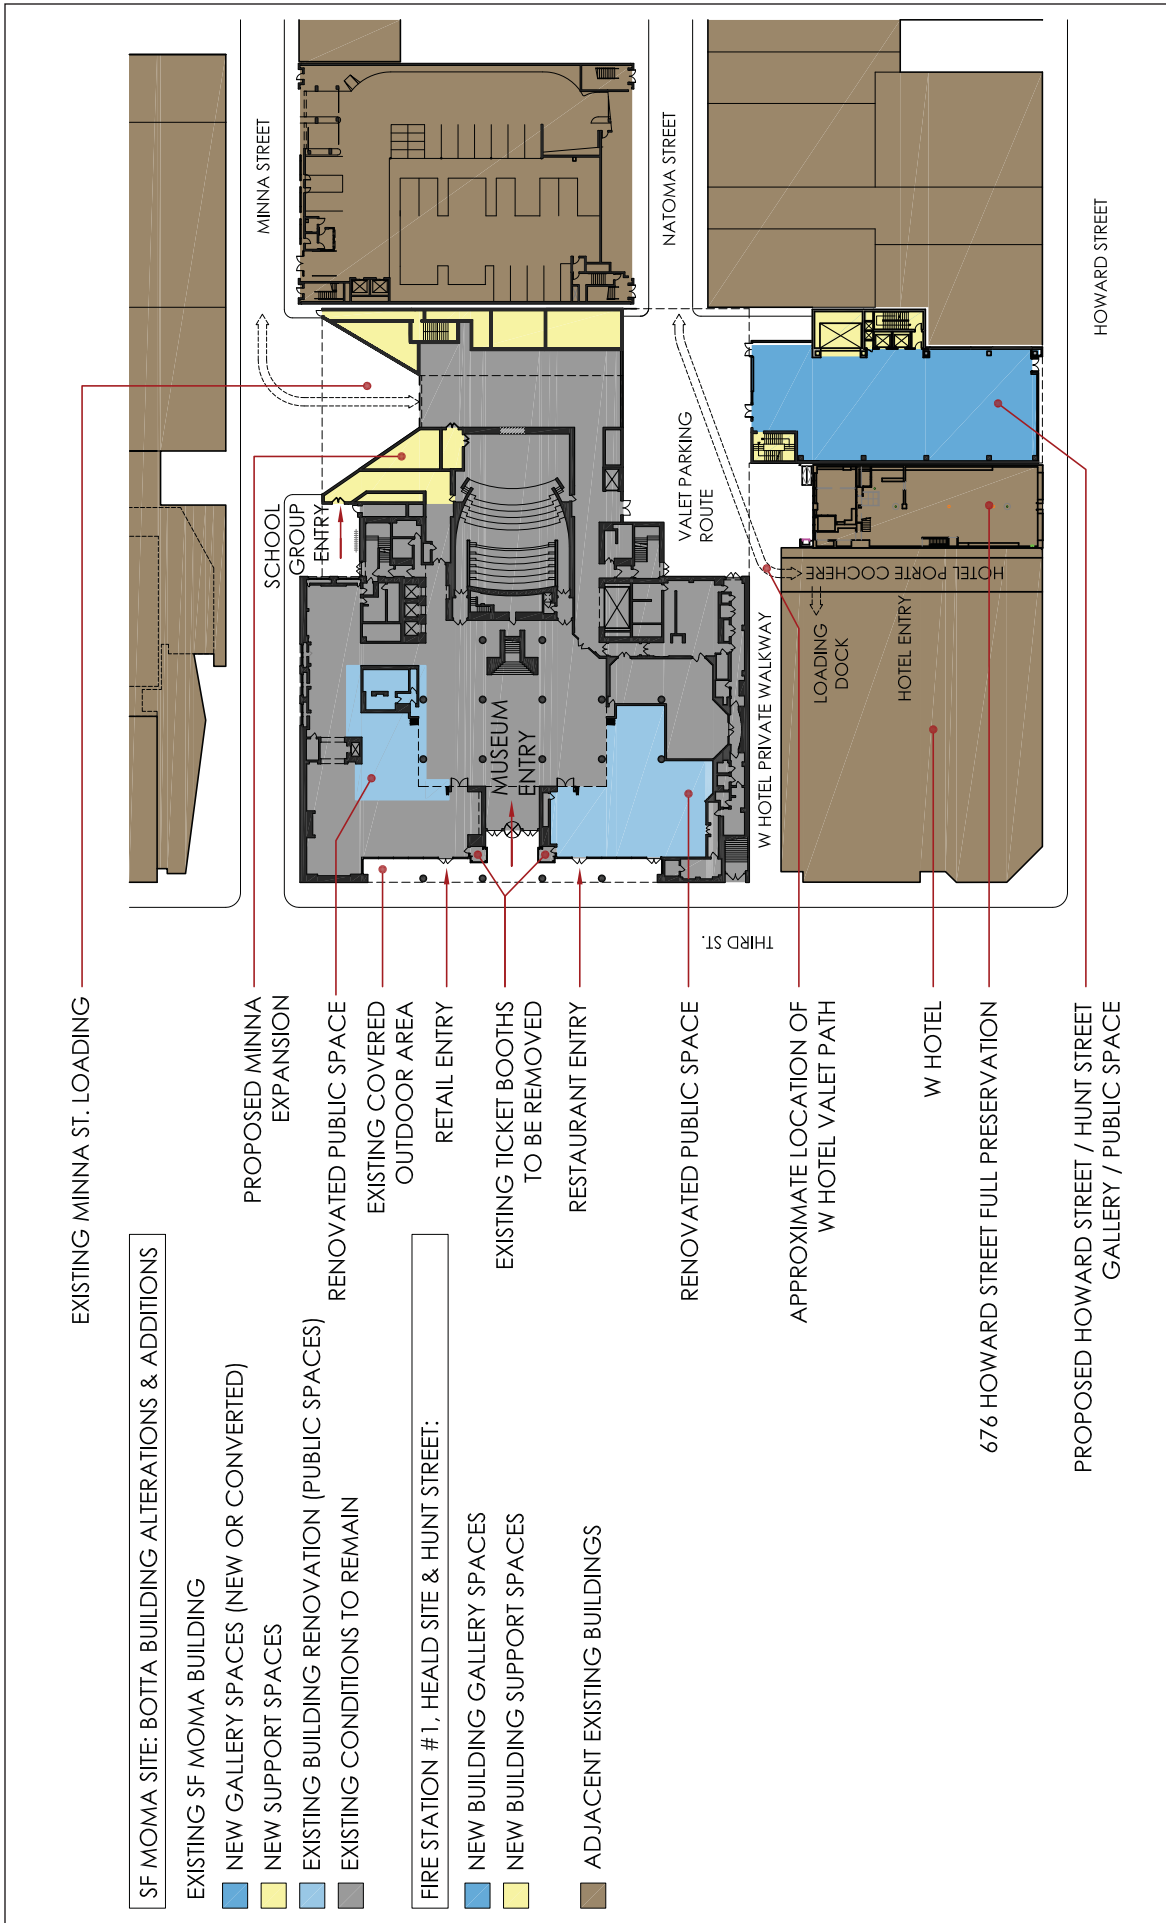 SF MOMA SITE: BOTTA BUILDING ALTERATIONS & ADDITIONS
EXISTING SF MOMA BUILDING
NEW GALLERY SPACES (NEW OR CONVERTED)
NEW SUPPORT SPACES
EXISTING BUILDING RENOVATION (PUBLIC SPACES)
EXISTING CONDITIONS TO REMAIN
FIRE STATION #1, HEALD SITE & HUNT STREET:
NEW BUILDING GALLERY SPACES
NEW BUILDING SUPPORT SPACES
ADJACENT EXISTING BUILDINGS
EXISTING MINNA ST. LOADING
PROPOSED MINNA
EXPANSION
RENOVATED PUBLIC SPACE
EXISTING COVERED
OUTDOOR AREA
RETAIL ENTRY
EXISTING TICKET BOOTHS
TO BE REMOVED
RESTAURANT ENTRY
RENOVATED PUBLIC SPACE
APPROXIMATE LOCATION OF
W HOTEL VALET PATH
W HOTEL
676 HOWARD STREET FULL PRESERVATION
PROPOSED HOWARD STREET / HUNT STREET
GALLERY / PUBLIC SPACE
THIRD ST.
MUSEUM
ENTRY
SCHOOL
GROUP
ENTRY
MINNA STREET
NATOMA STREET
VALET PARKING
ROUTE
W HOTEL PRIVATE WALKWAY
HOTEL PORTE COCHERE
LOADING
DOCK
HOTEL ENTRY
HOWARD STREET